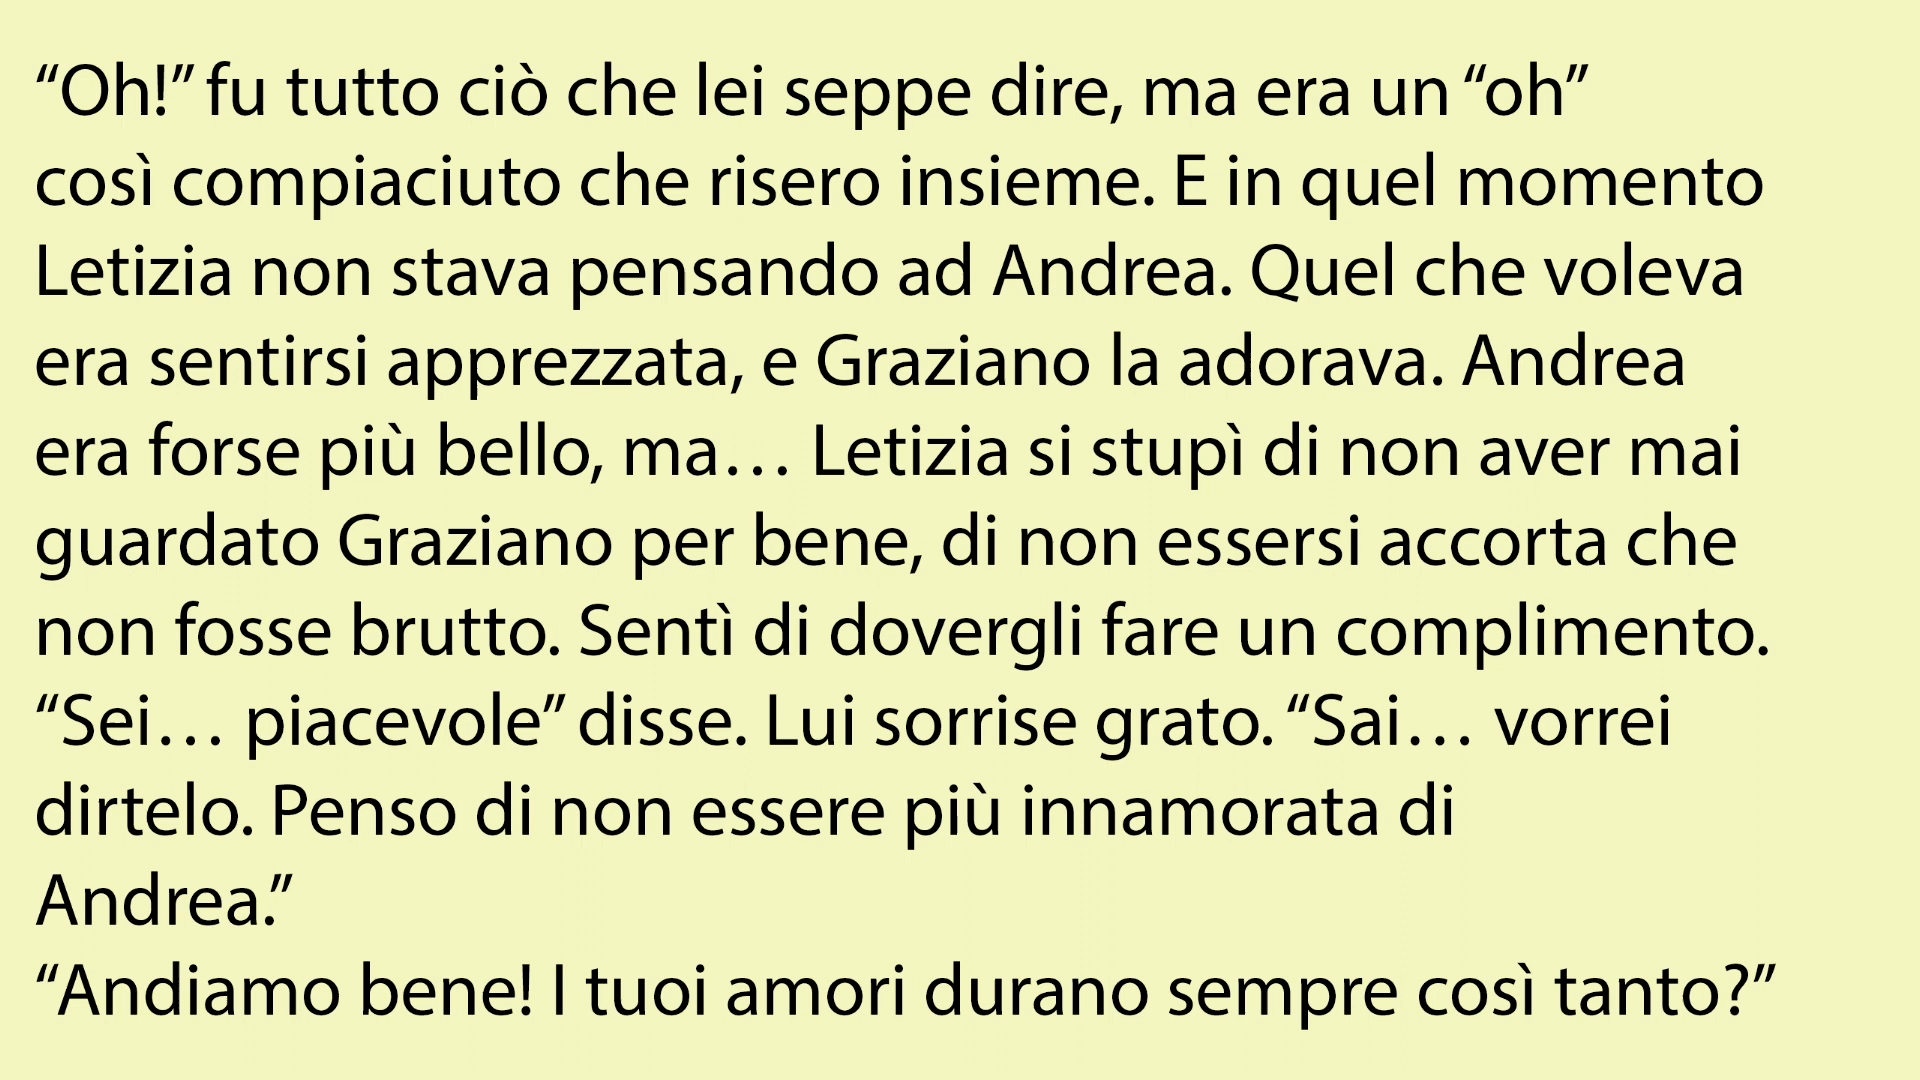 “Oh!” fu tutto ciò che lei seppe dire, ma era un “oh”
così compiaciuto che risero insieme. E in quel momento
Letizia non stava pensando ad Andrea. Quel che voleva
era sentirsi apprezzata, e Graziano la adorava. Andrea
era forse più bello, ma… Letizia si stupì di non aver mai
guardato Graziano per bene, di non essersi accorta che
non fosse brutto. Sentì di dovergli fare un complimento.
“Sei… piacevole” disse. Lui sorrise grato. “Sai… vorrei
dirtelo. Penso di non essere più innamorata di
Andrea.”
“Andiamo bene! I tuoi amori durano sempre così tanto?”